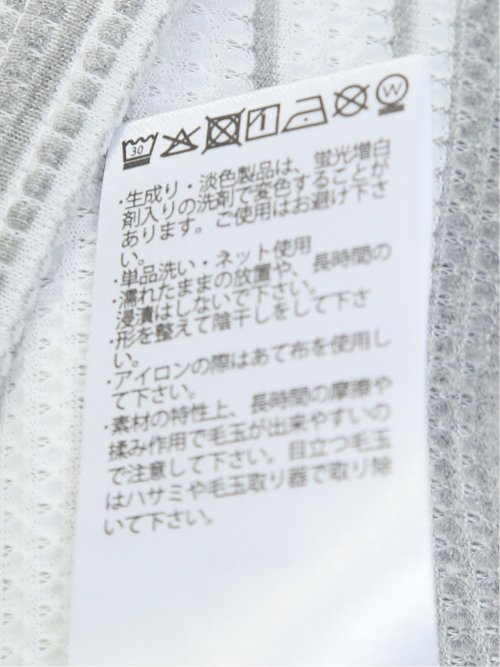 30 W
・生成り・淡色製品は、蛍光増白
剤入りの洗剤で変色することが
あります。ご使用はお避け下さ
い。
・単品洗い・ネット使用
・濡れたままの放置や、長時間の
浸漬はしないで下さい。
・形を整えて陰干しをして下さ
い。
・アイロンの際はあて布を使用し
て下さい。
・素材の特性上、長時間の摩擦や
揉み作用で毛玉が出来やすいの
で注意して下さい。目立つ毛玉
はハサミや毛玉取り器で取り除
いて下さい。